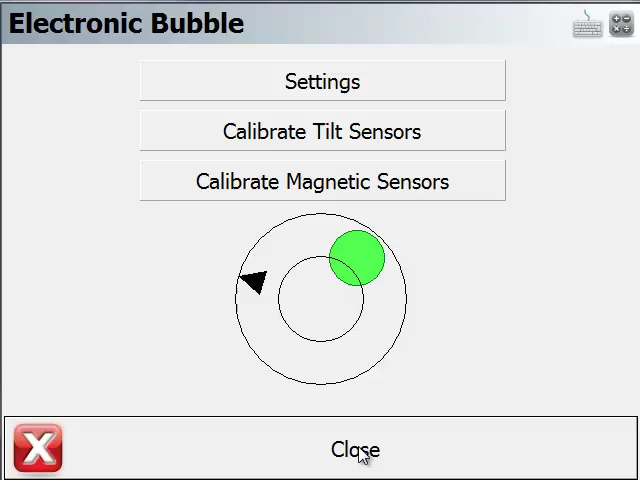 Electronic Bubble
Settings
Calibrate Tilt Sensors
Calibrate Magnetic Sensors
Close